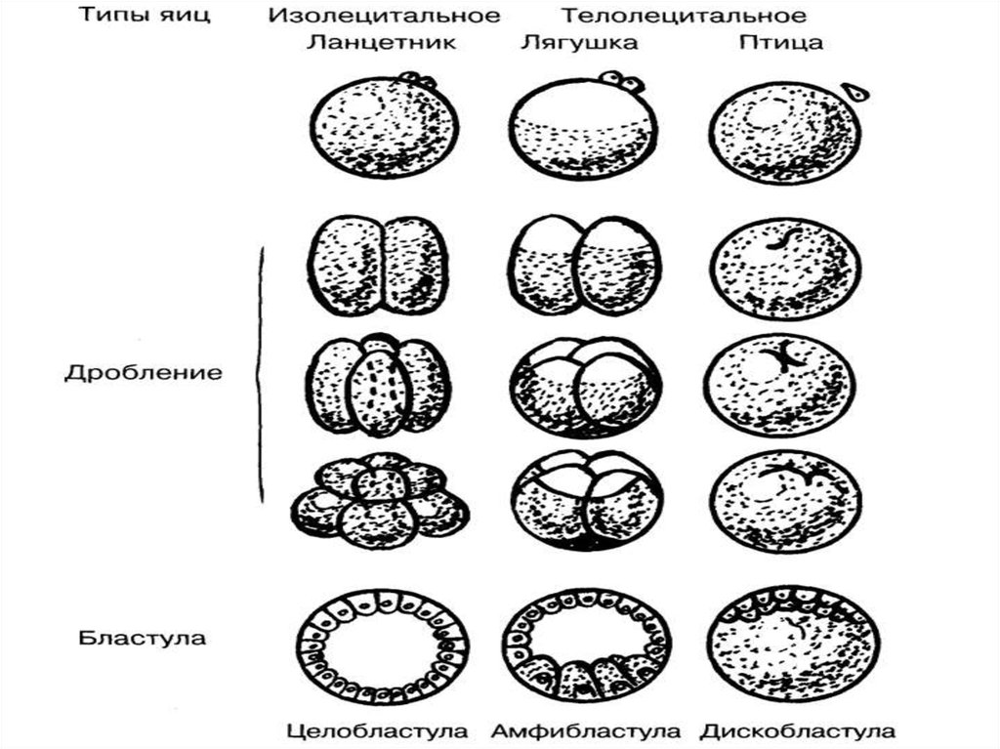 Типы яиц Изолецитальное Телолецитальное
Ланцетник Лягушка Птица
Дробление
Бластула
Целобластула Амфибластула Дискобластула